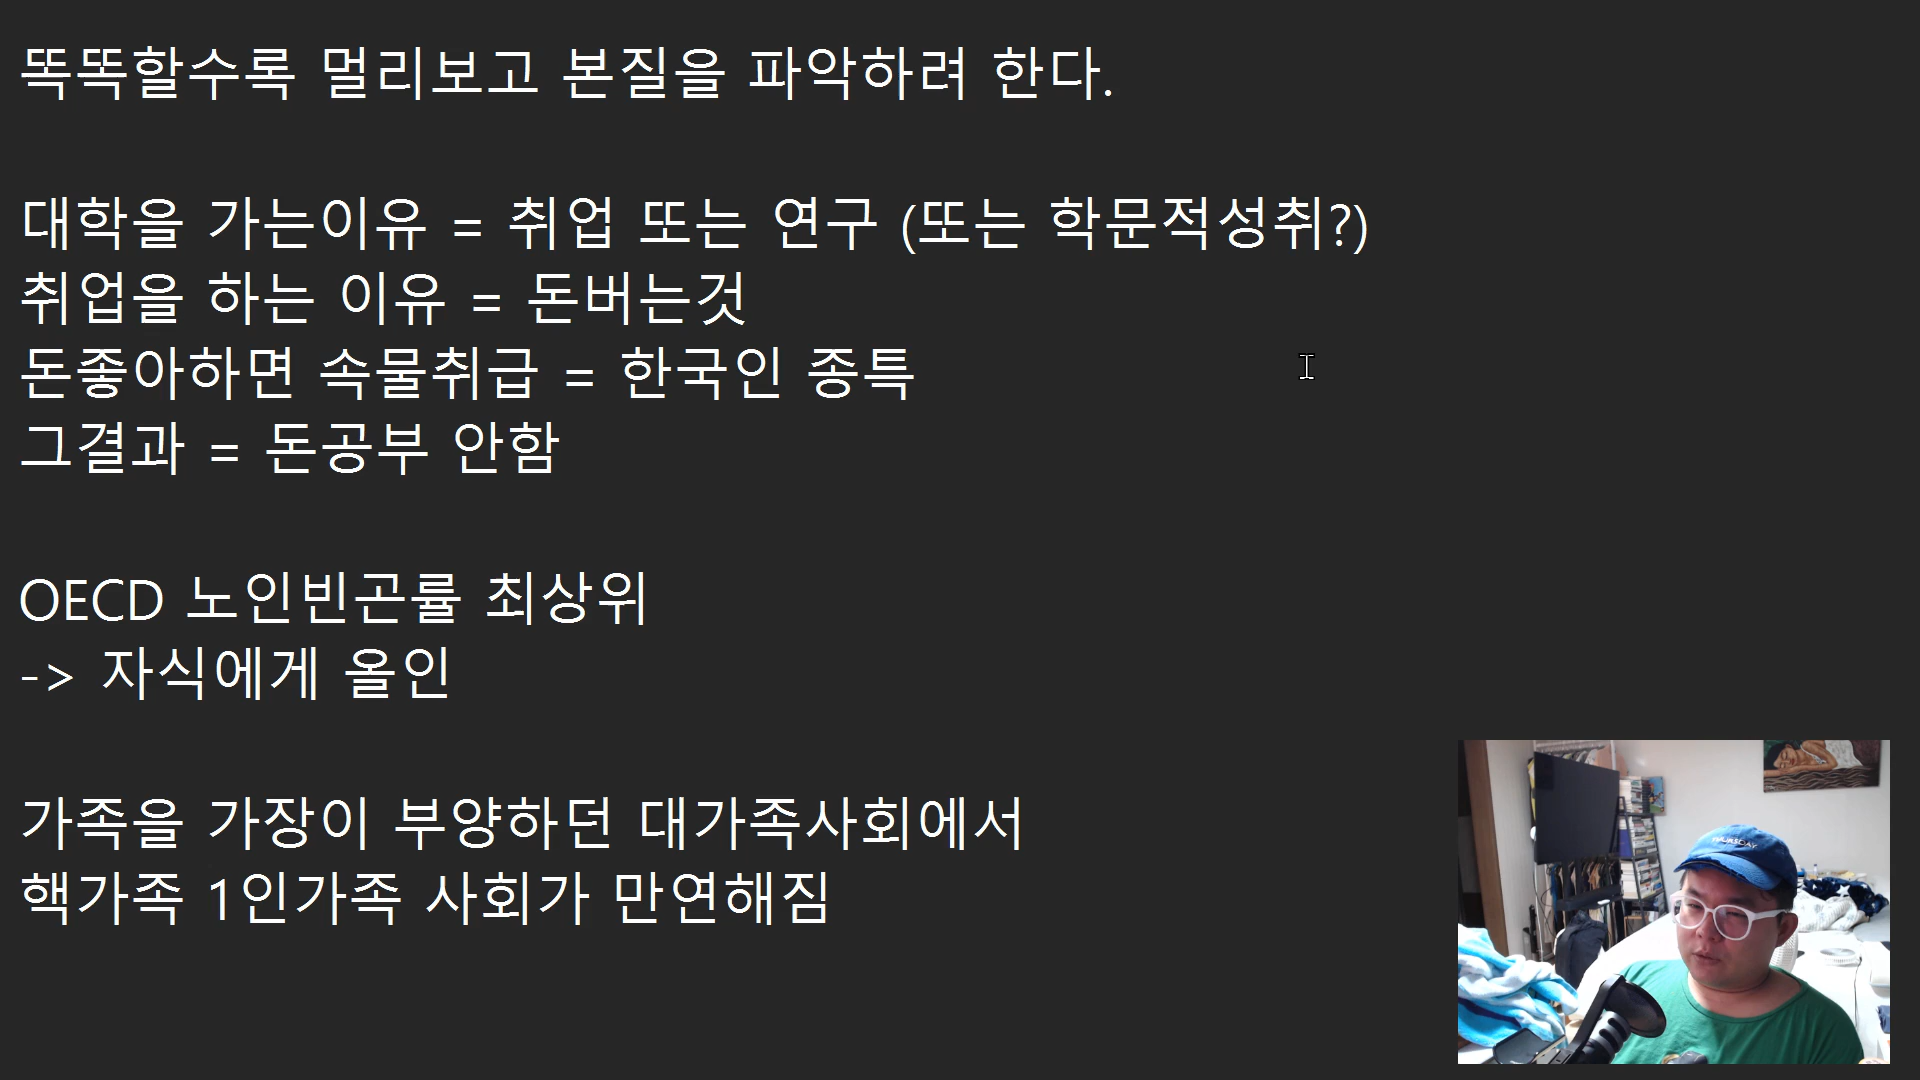 똑똑할수록 멀리보고 본질을 파악하려 한다.
대학을 가는이유 = 취업 또는 연구 (또는 학문적성취?)
취업을 하는 이유 = 돈버는것
돈좋아하면 속물취급 = 한국인 종특
그결과 = 돈공부 안함
OECD 노인빈곤률 최상위
-> 자식에게 올인
가족을 가장이 부양하던 대가족사회에서
핵가족 1인가족 사회가 만연해짐